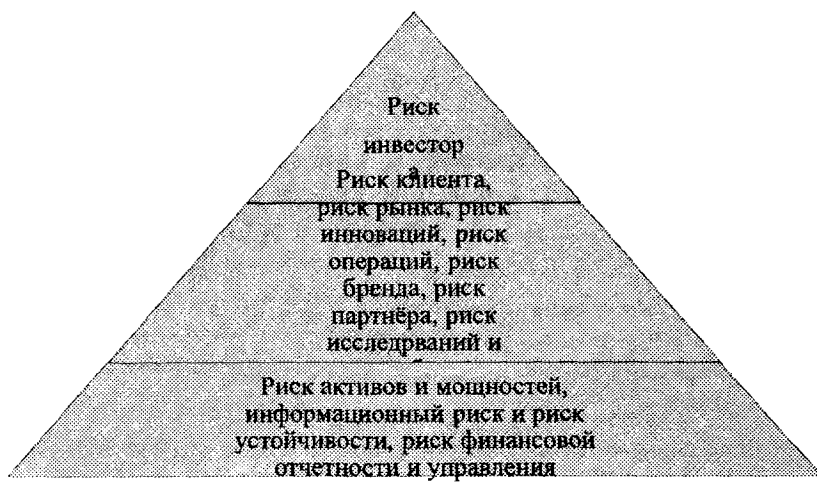 Риск
инвестор
а
Риск клиента,
риск рынка, риск
инноваций, риск
операций, риск
бренда, риск
партнёра, риск
исследрваний и
Риск активов и мощностей,
информационный риск и риск
устойчивости, риск финансовой
отчетности и управления